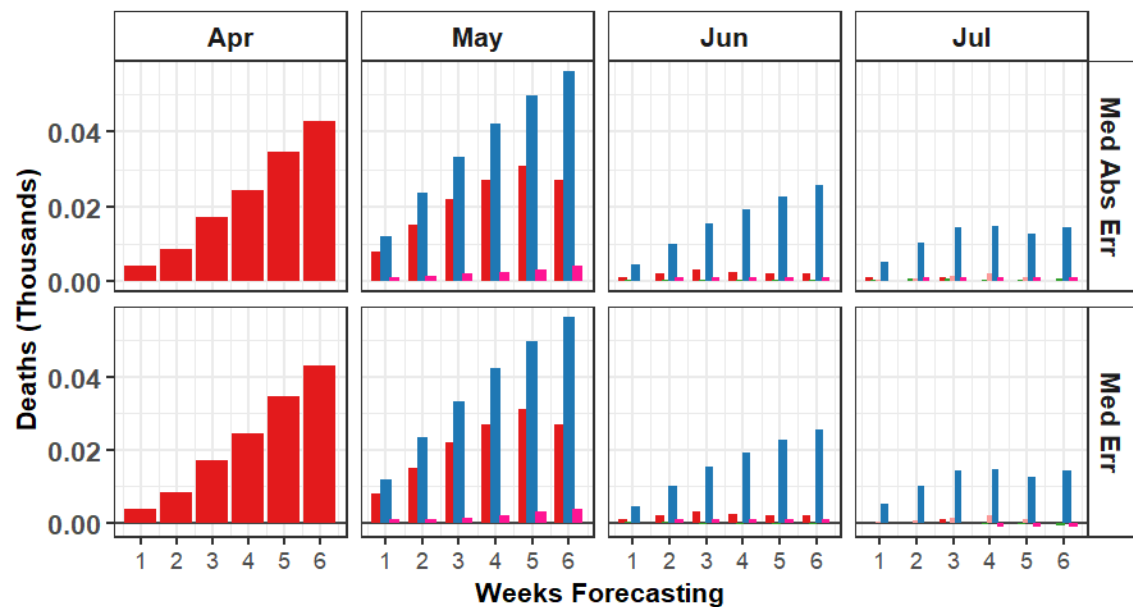 Apr May Jun Jul
Deaths (Thousands)
0.04
0.02
0.00
Med Abs Err
0.04
0.02
0.00
Med Err
1 2 3 4 5 6 1 2 3 4 5 6 1 2 3 4 5 6 1 2 3 4 5 6
Weeks Forecasting